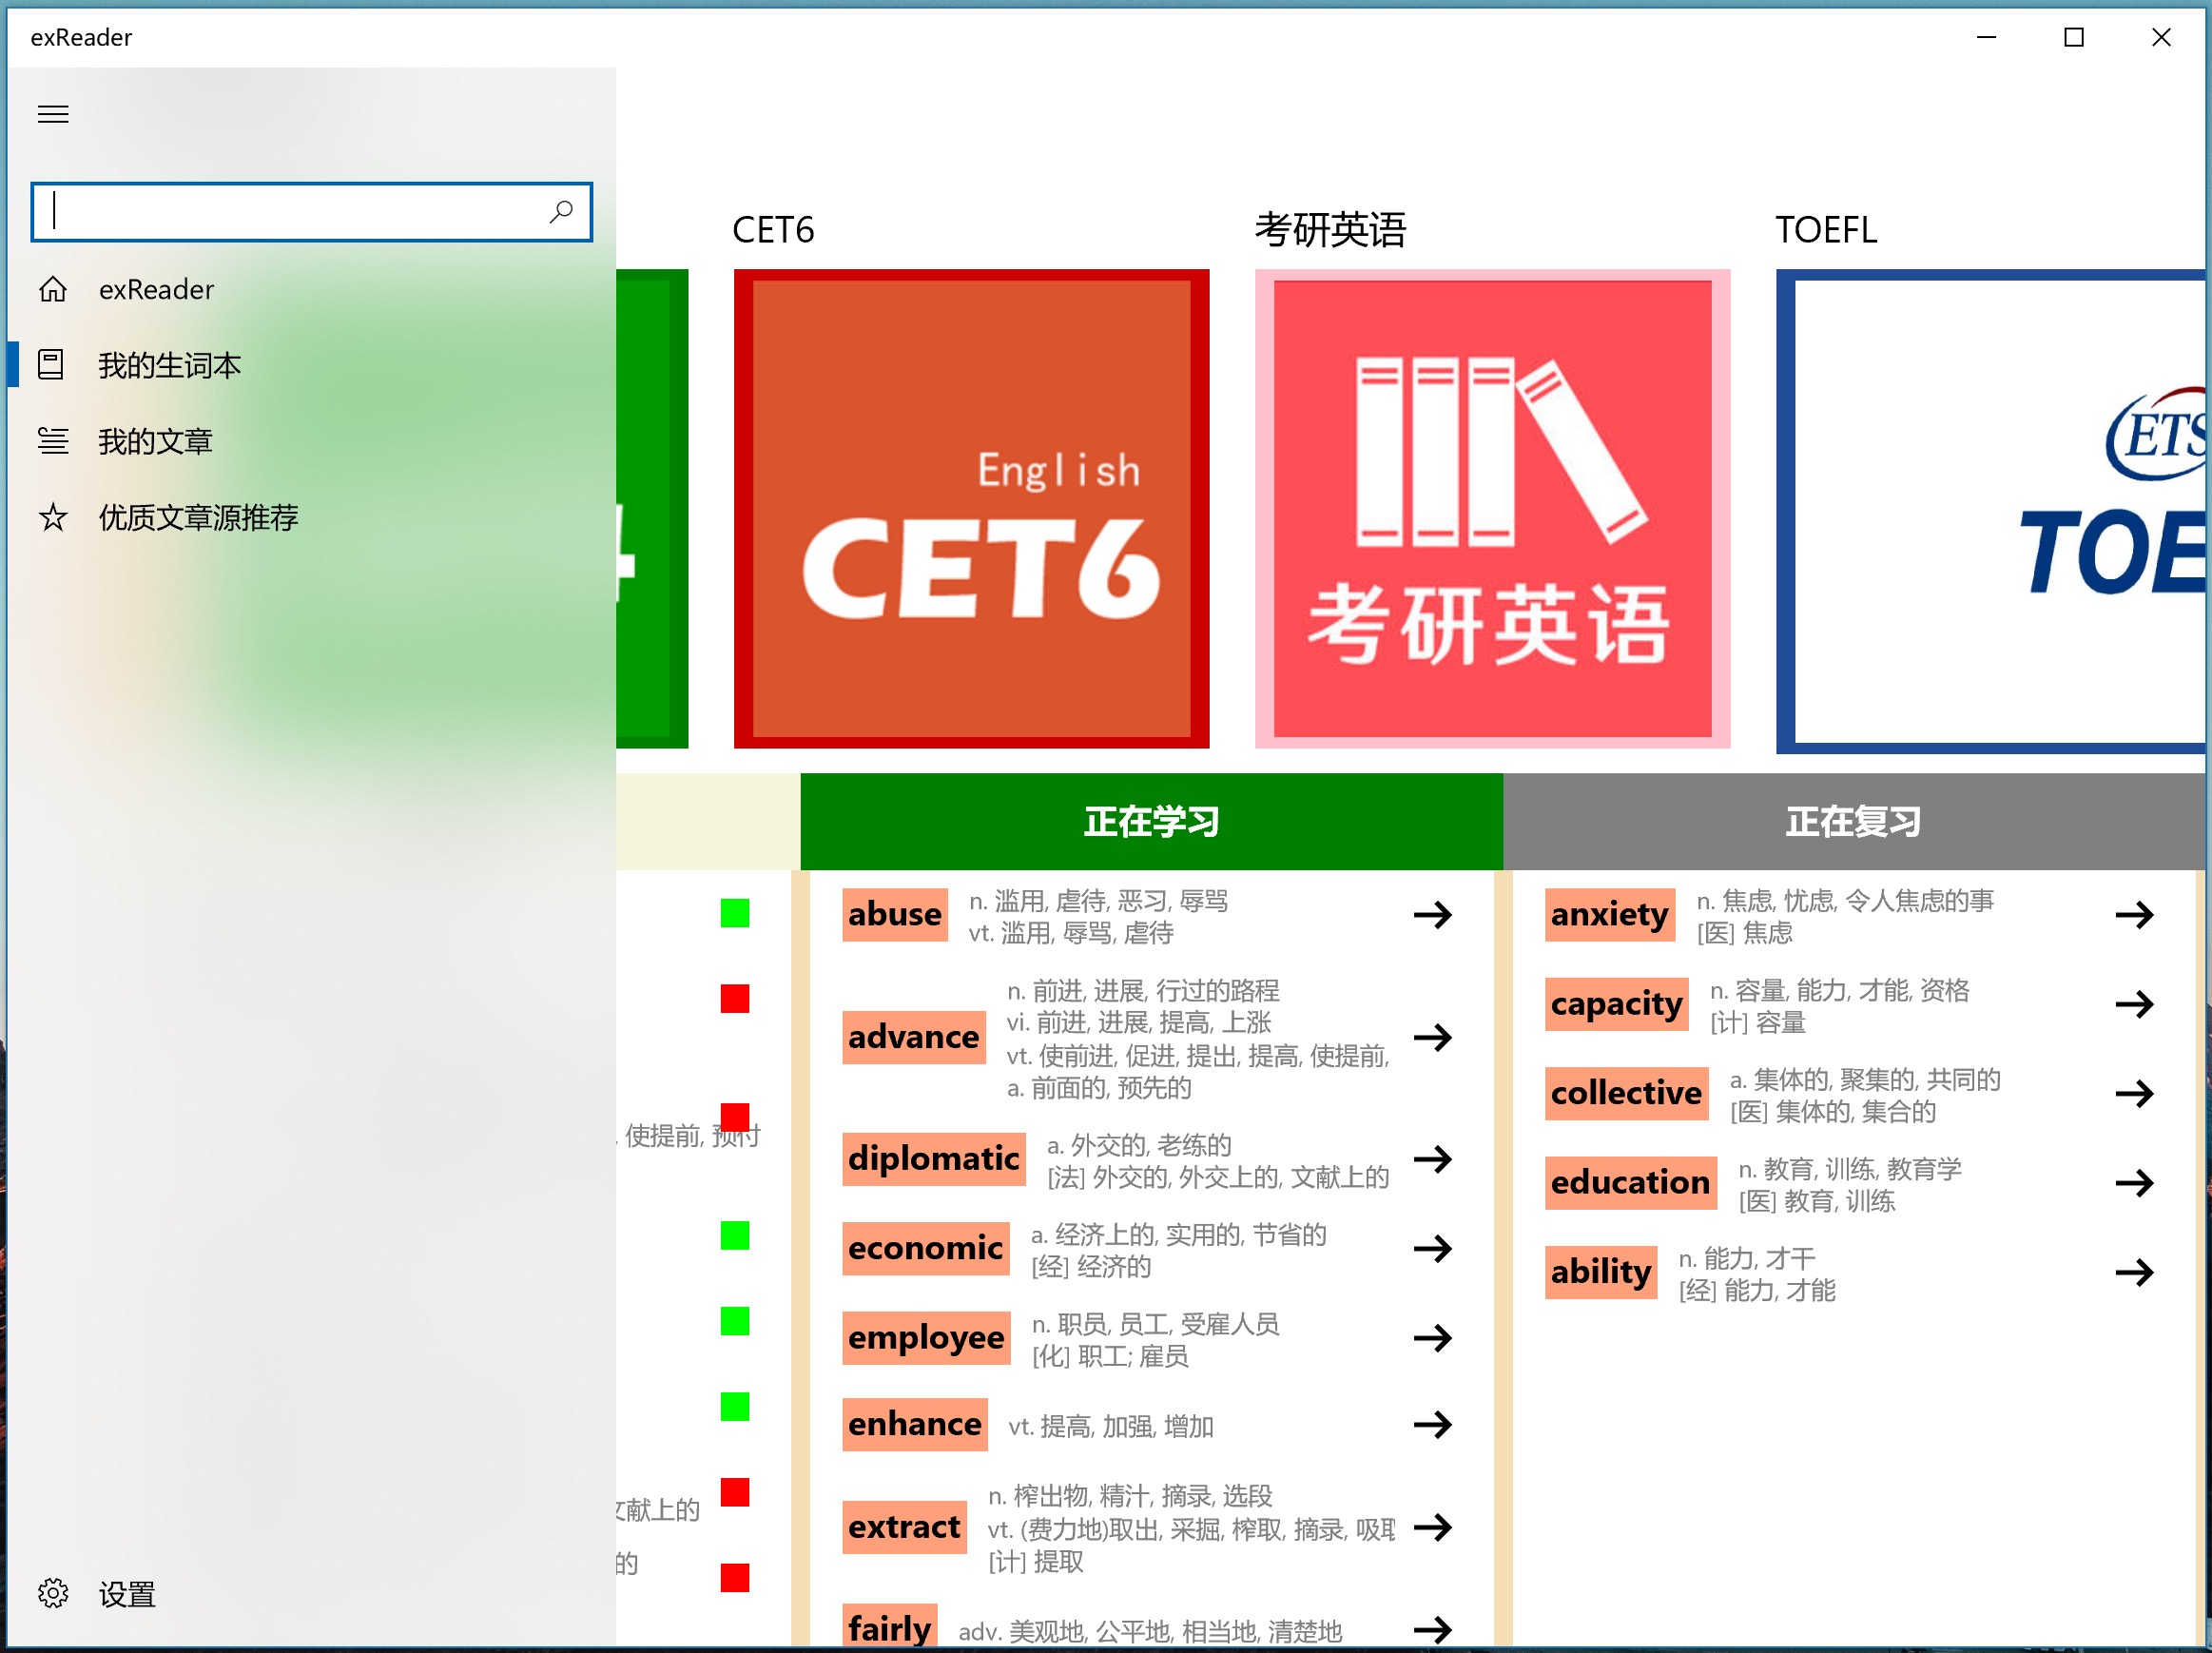 exReader
exReader
我的生词本
我的文章
优质文章源推荐
设置
CET6
考研英语
TOEFL
English
CET6
考研英语
ETS
TOE
正在学习
正在复习
, 使提前, 预付
文献上的
的
abuse
n. 滥用, 虐待, 恶习, 辱骂
vt. 滥用, 辱骂, 虐待
advance
n. 前进, 进展, 行过的路程
vi. 前进, 进展, 提高, 上涨
vt. 使前进, 促进, 提出, 提高, 使提前,
a. 前面的, 预先的
diplomatic
a. 外交的, 老练的
[法] 外交的, 外交上的, 文献上的
economic
a. 经济上的, 实用的, 节省的
[经] 经济的
employee
n. 职员, 员工, 受雇人员
[化] 职工; 雇员
enhance
vt. 提高, 加强, 增加
extract
n. 榨出物, 精汁, 摘录, 选段
vt. (费力地)取出, 采掘, 榨取, 摘录, 吸取
[计] 提取
fairly
adv. 美观地, 公平地, 相当地, 清楚地
anxiety
n. 焦虑, 忧虑, 令人焦虑的事
[医] 焦虑
capacity
n. 容量, 能力, 才能, 资格
[计] 容量
collective
a. 集体的, 聚集的, 共同的
[医] 集体的, 集合的
education
n. 教育, 训练, 教育学
[医] 教育, 训练
ability
n. 能力, 才干
[经] 能力, 才能